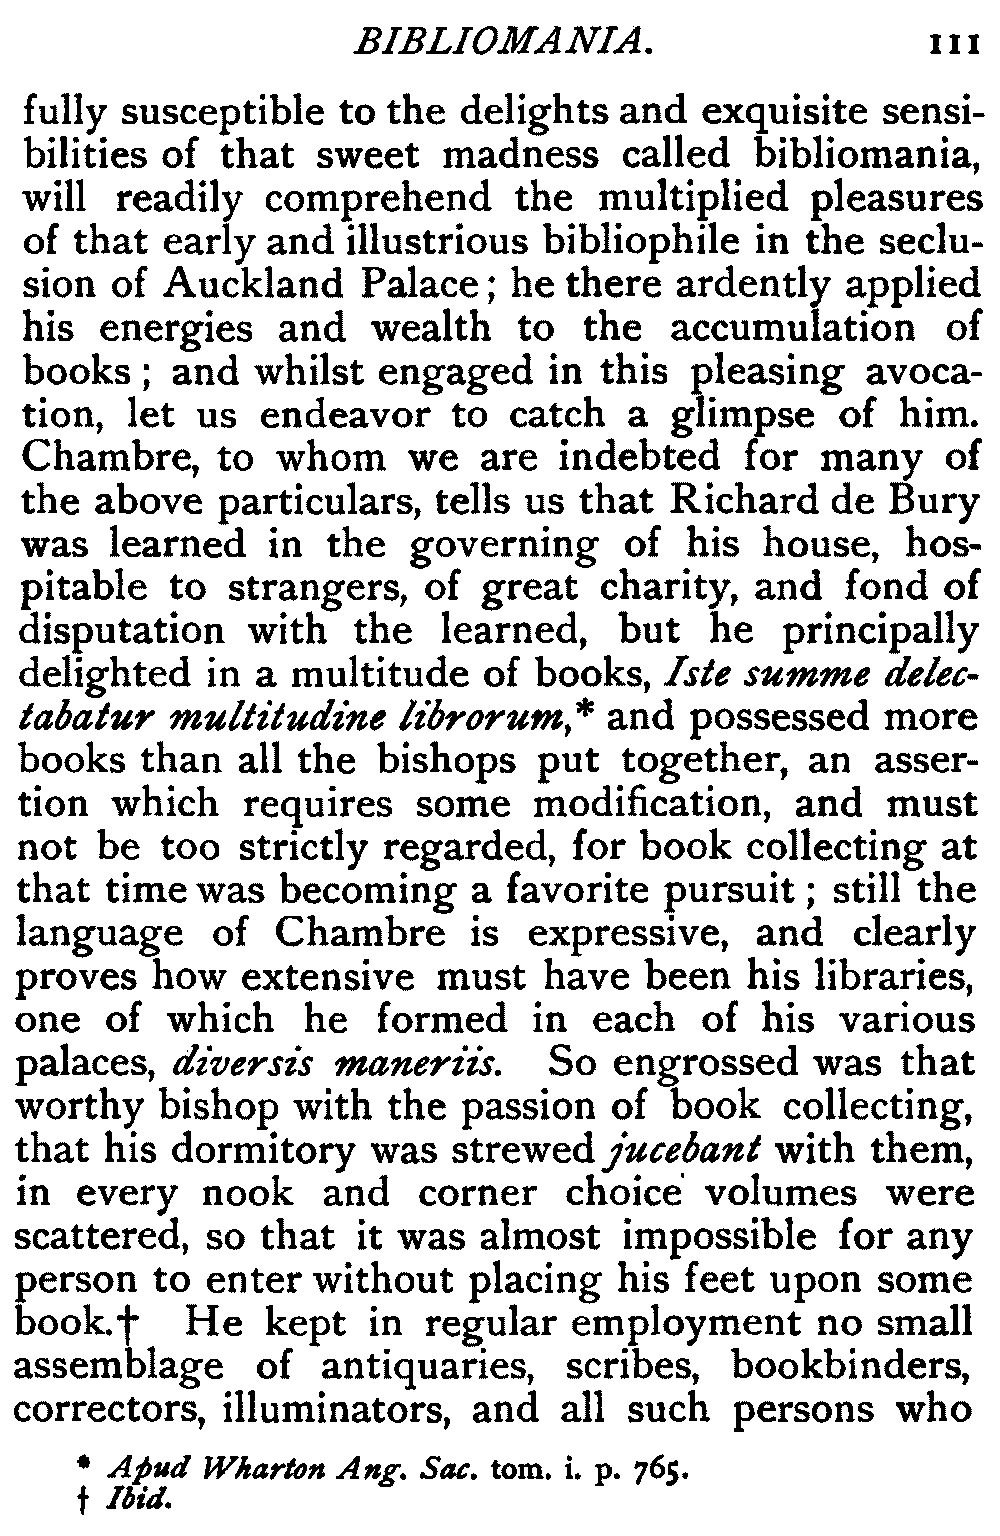 BIBLIOMANIA. 111
fully susceptible to the delights and exquisite sensi-
bilities of that sweet madness called bibliomania,
will readily comprehend the multiplied pleasures
of that early and illustrious bibliophile in the seclu-
sion of Auckland Palace; he there ardently applied
his energies and wealth to the accumulation of
books; and whilst engaged in this pleasing avoca-
tion, let us endeavor to catch a glimpse of him.
Chambre, to whom we are indebted for many of
the above particulars, tells us that Richard de Bury
was learned in the governing of his house, hos-
pitable to strangers, of great charity, and fond of
disputation with the learned, but he principally
delighted in a multitude of books, Iste summe delec-
tabatur multitudine librorum,* and possessed more
books than all the bishops put together, an asser-
tion which requires some modification, and must
not be too strictly regarded, for book collecting at
that time was becoming a favorite pursuit; still the
language of Chambre is expressive, and clearly
proves how extensive must have been his libraries,
one of which he formed in each of his various
palaces, diversis maneriis. So engrossed was that
worthy bishop with the passion of book collecting,
that his dormitory was strewed jucebant with them,
in every nook and corner choice volumes were
scattered, so that it was almost impossible for any
person to enter without placing his feet upon some
book.† He kept in regular employment no small
assemblage of antiquaries, scribes, bookbinders,
correctors, illuminators, and all such persons who
* Apud Wharton Ang. Sac. tom. i. p. 765.
† Ibid.